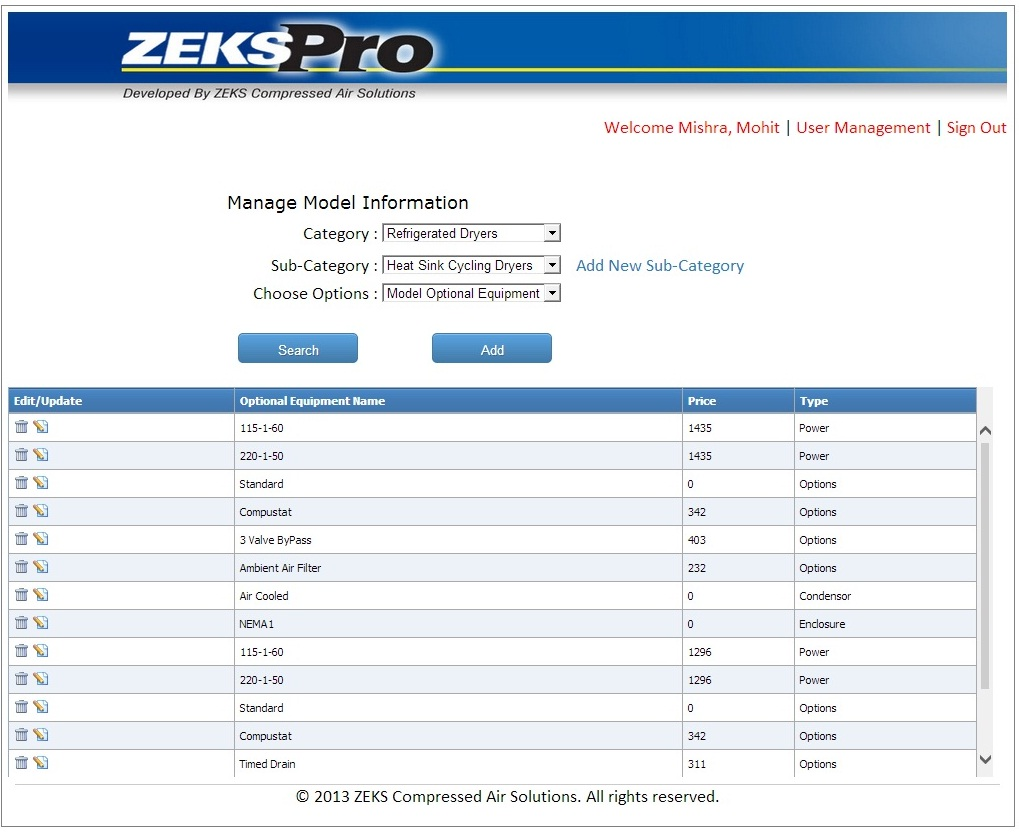 ZEKSPro
Developed By ZEKS Compressed Air Solutions
Welcome Mishra, Mohit | User Management | Sign Out
Manage Model Information
Category : Refrigerated Dryers
Sub-Category : Heat Sink Cycling Dryers Add New Sub-Category
Choose Options : Model Optional Equipment
Search Add
Edit/Update Optional Equipment Name Price Type
115-1-60 1435 Power
220-1-50 1435 Power
Standard 0 Options
Compustat 342 Options
3 Valve ByPass 403 Options
Ambient Air Filter 232 Options
Air Cooled 0 Condensor
NEMA1 0 Enclosure
115-1-60 1296 Power
220-1-50 1296 Power
Standard 0 Options
Compustat 342 Options
Timed Drain 311 Options
© 2013 ZEKS Compressed Air Solutions. All rights reserved.